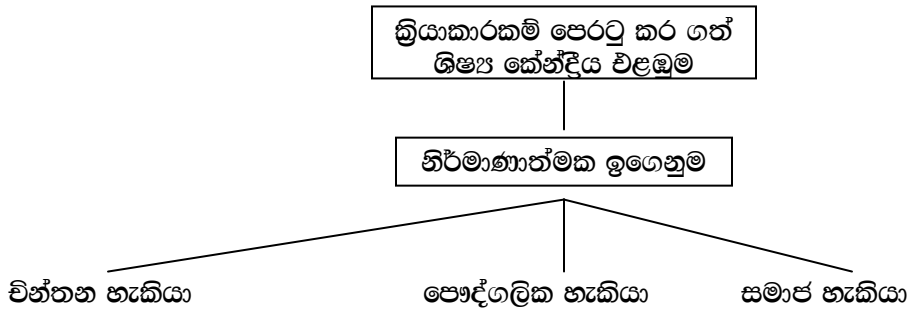 ක්‍රියාකාරකම් පෙරටු කර ගත්
ශිෂ්‍ය කේන්ද්‍රීය එළඹුම
නිර්මාණාත්මක ඉගෙනුම
චින්තන හැකියා පෞද්ගලික හැකියා සමාජ හැකියා